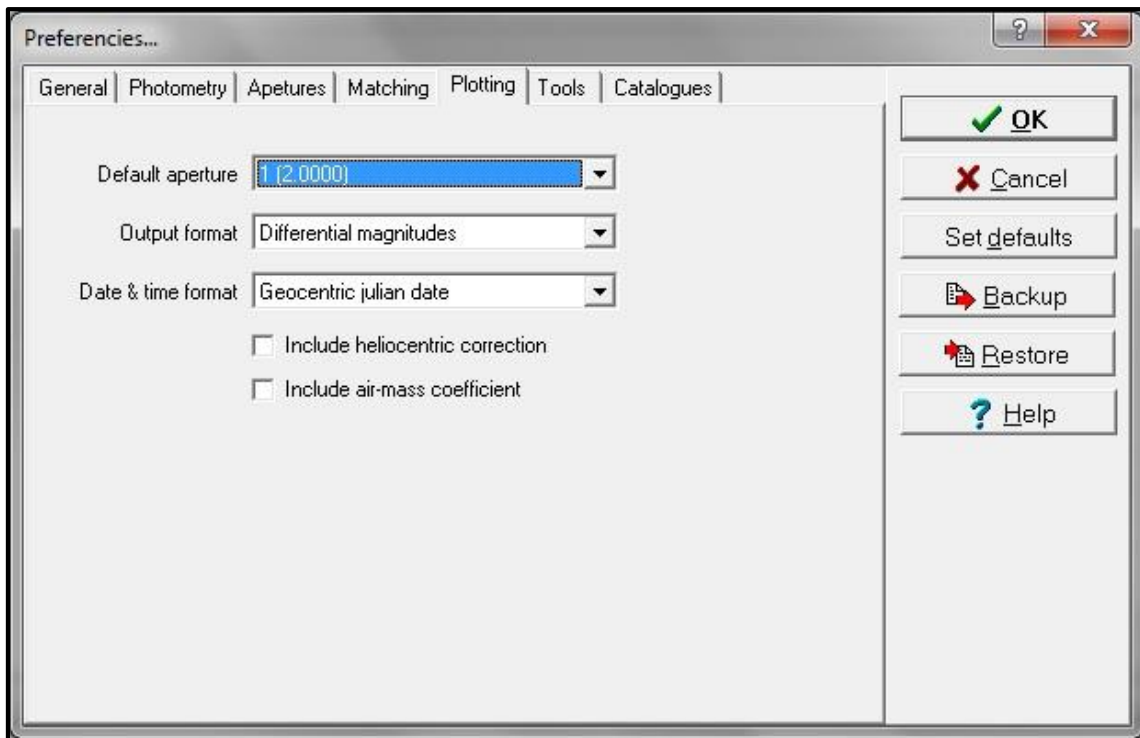 Preferencies...
General Photometry Apetures Matching Plotting Tools Catalogues
Default aperture 1 (2.0000)
Output format Differential magnitudes
Date & time format Geocentric julian date
Include heliocentric correction
Include air-mass coefficient
OK
Cancel
Set defaults
Backup
Restore
? Help